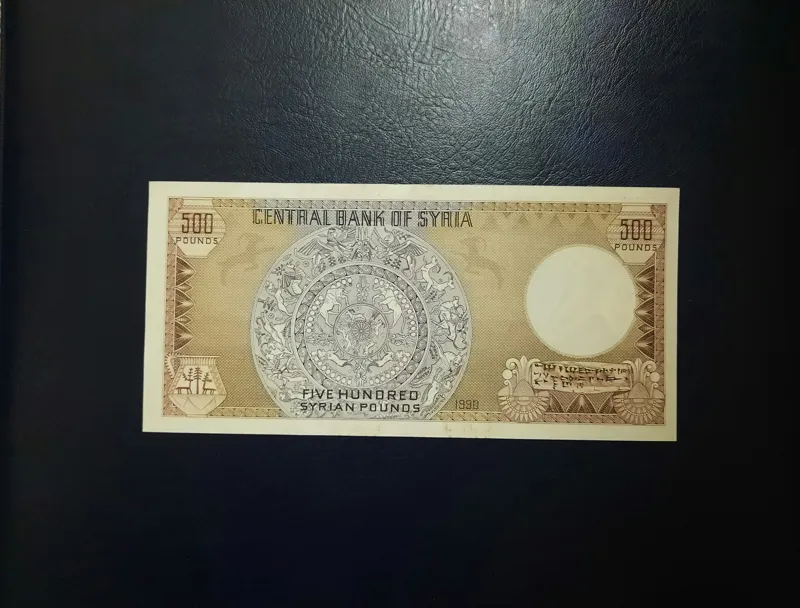 500
POUNDS
CENTRAL BANK OF SYRIA
500
POUNDS
FIVE HUNDRED
SYRIAN POUNDS
1990